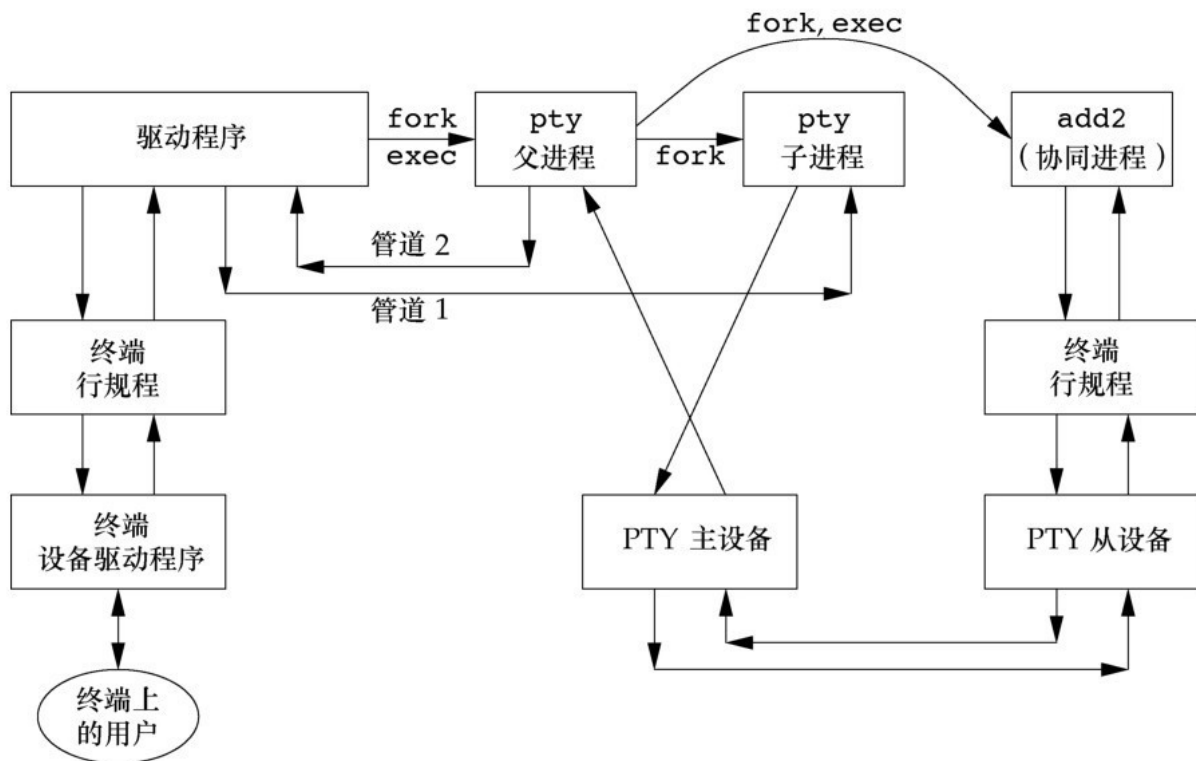 fork, exec
驱动程序
fork
exec
pty
父进程
fork
pty
子进程
add2
（协同进程）
管道 2
管道 1
终端
行规程
终端
行规程
终端
设备驱动程序
PTY 主设备
PTY 从设备
终端上
的用户